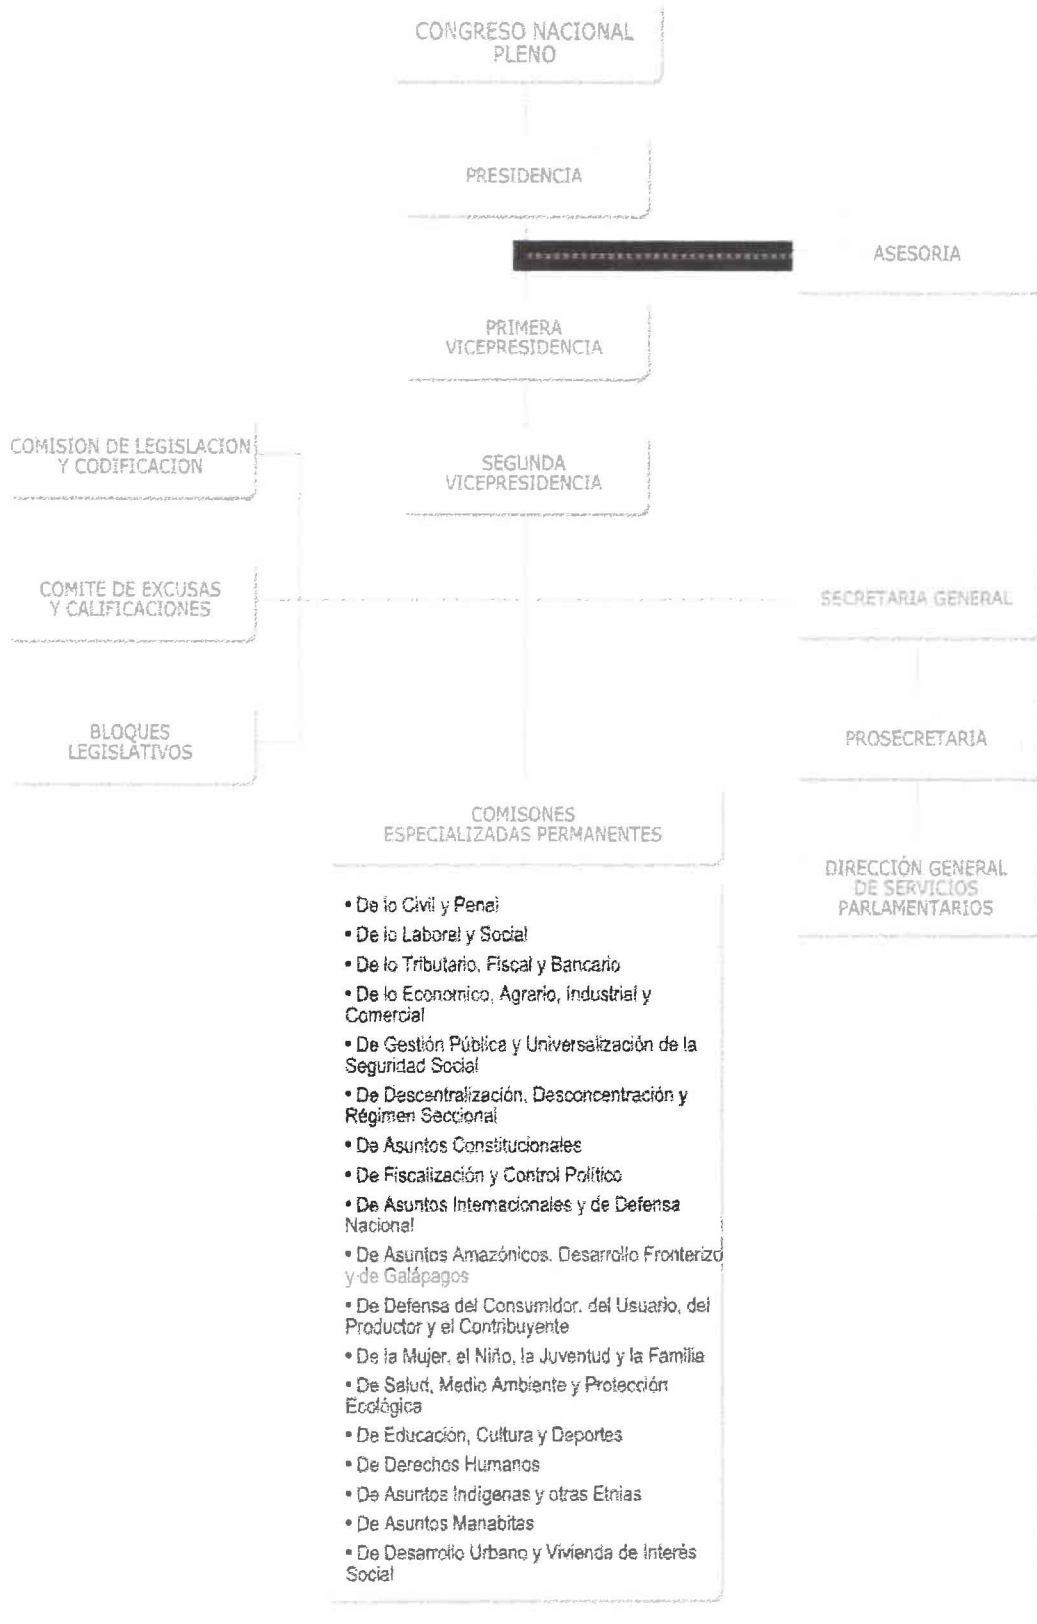 CONGRESO NACIONAL
PLENO
PRESIDENCIA
ASESORIA
PRIMERA
VICEPRESIDENCIA
COMISION DE LEGISLACION
Y CODIFICACION
SEGUNDA
VICEPRESIDENCIA
COMITE DE EXCUSAS
Y CALIFICACIONES
SECRETARIA GENERAL
BLOQUES
LEGISLATIVOS
PROSECRETARIA
COMISONES
ESPECIALIZADAS PERMANENTES
DIRECCIÓN GENERAL
DE SERVICIOS
PARLAMENTARIOS
• De lo Civil y Penal
• De lo Laboral y Social
• De lo Tributario, Fiscal y Bancario
• De lo Economico, Agrario, Industrial y
Comercial
• De Gestión Pública y Universalización de la
Seguridad Social
• De Descentralización, Desconcentración y
Régimen Seccional
• De Asuntos Constitucionales
• De Fiscalización y Control Político
• De Asuntos Internacionales y de Defensa
Nacional
• De Asuntos Amazónicos. Desarrollo Fronterizo
y de Galápagos
• De Defensa del Consumidor, del Usuario, del
Productor y el Contribuyente
• De la Mujer, el Niño, la Juventud y la Familia
• De Salud, Medio Ambiente y Protección
Ecológica
• De Educación, Cultura y Deportes
• De Derechos Humanos
• De Asuntos Indígenas y otras Etnias
• De Asuntos Manabitas
• De Desarrollo Urbano y Vivienda de Interés
Social